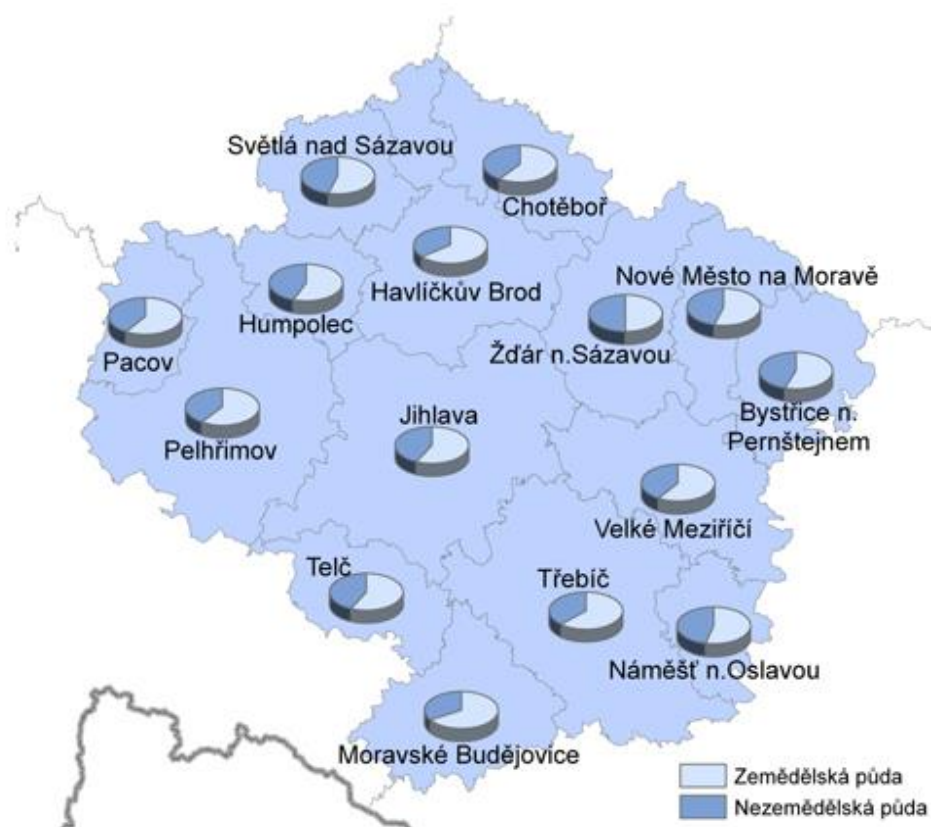 Světlá nad Sázavou
Chotěboř
Nové Město na Moravě
Havlíčkův Brod
Humpolec
Žďár n.Sázavou
Pacov
Bystřice n.
Pernštejnem
Jihlava
Pelhřimov
Velké Meziříčí
Telč
Třebíč
Náměšť n.Oslavou
Moravské Budějovice
Zemědělská půda
Nezemědělská půda